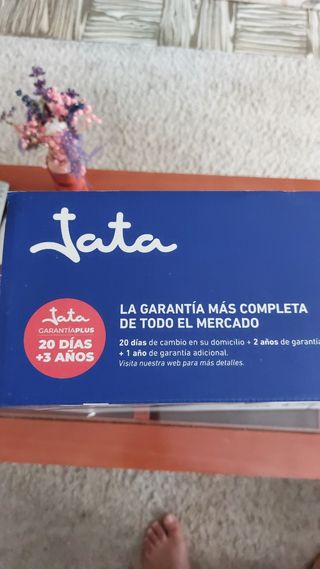 Jata
Jata
GARANTÍAPLUS
20 DÍAS
+3 AÑOS
LA GARANTÍA MÁS COMPLETA
DE TODO EL MERCADO
20 días de cambio en su domicilio + 2 años de garantía
+ 1 año de garantía adicional.
Visita nuestra web para más detalles.